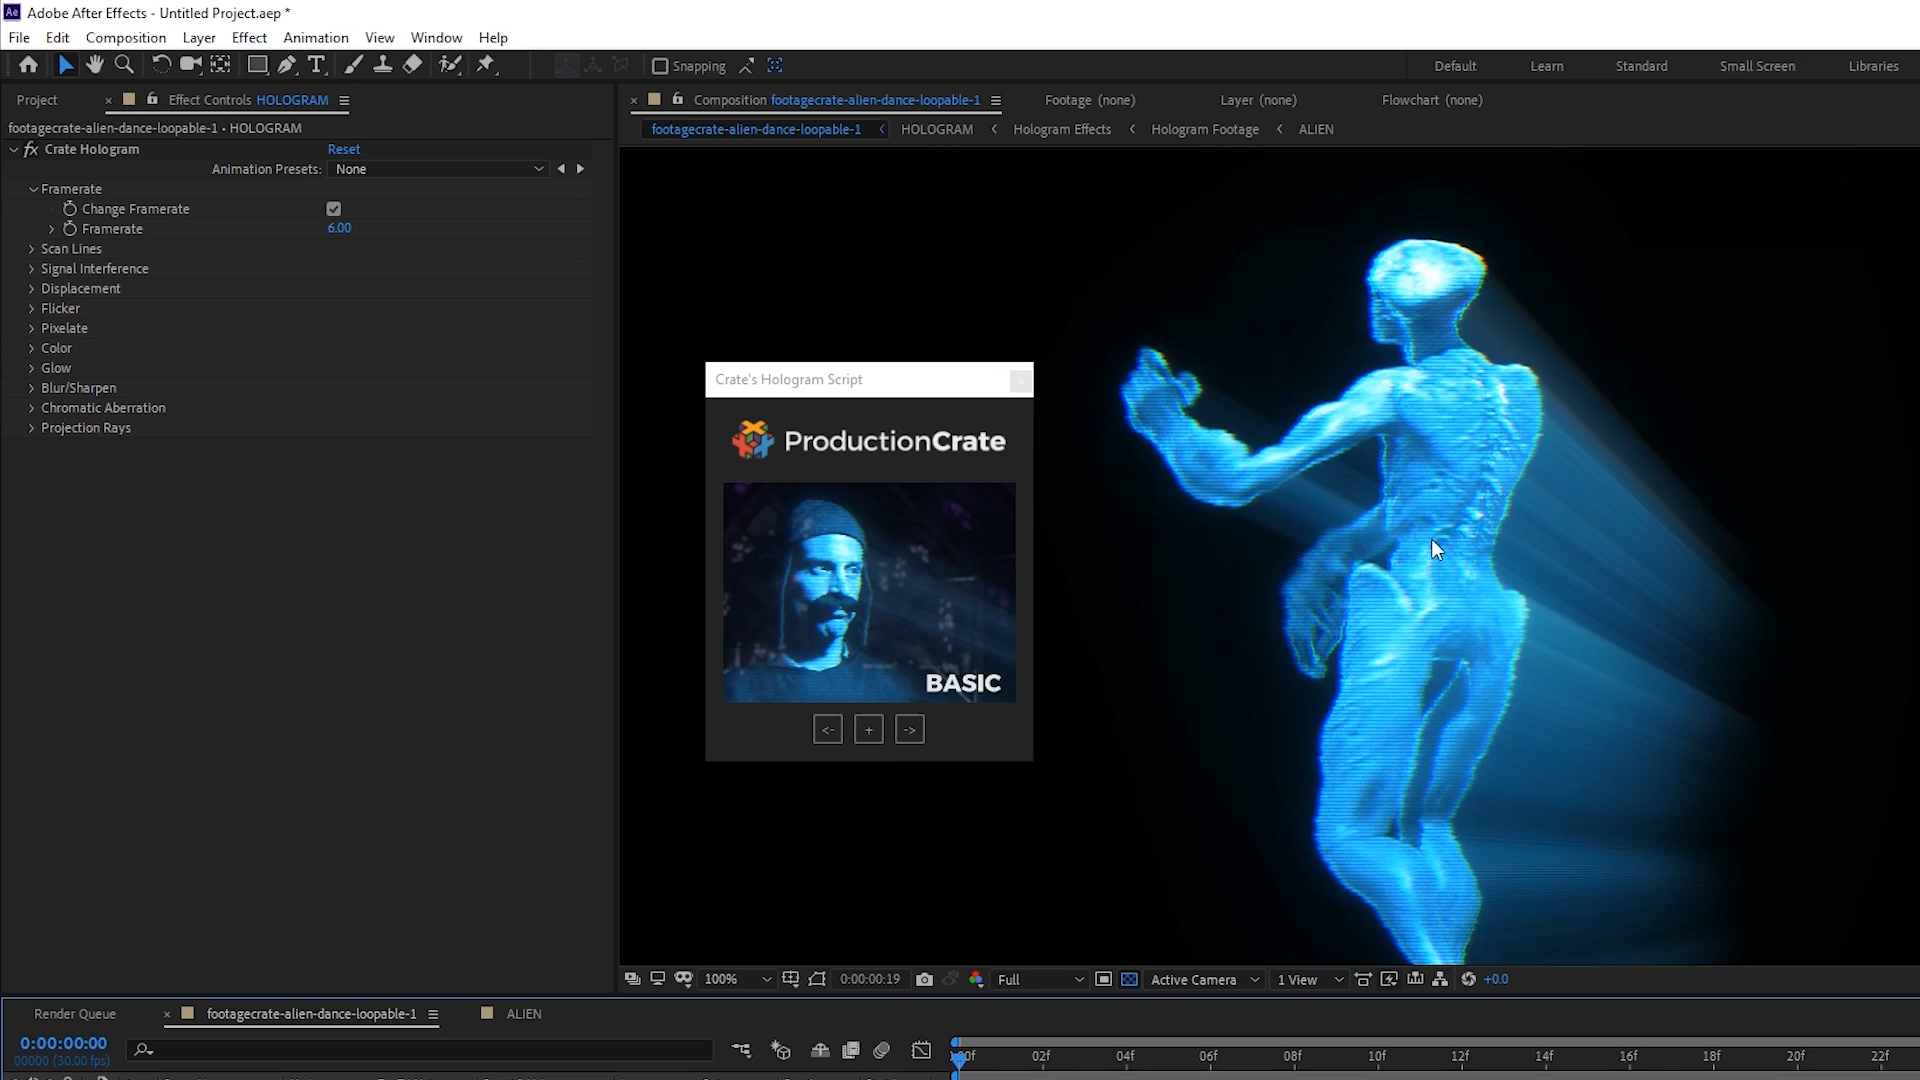 Ae Adobe After Effects - Untitled Project.aep *
File Edit Composition Layer Effect Animation View Window Help
Snapping Default Learn Standard Small Screen Libraries
Project × Effect Controls HOLOGRAM
× Composition footagecrate-alien-dance-loopable-1 Footage (none) Layer (none) Flowchart (none)
footagecrate-alien-dance-loopable-1 • HOLOGRAM
footagecrate-alien-dance-loopable-1 HOLOGRAM Hologram Effects Hologram Footage ALIEN
fx Crate Hologram Reset
Animation Presets: None
Framerate
Change Framerate
Framerate 6.00
Scan Lines
Signal Interference
Displacement
Flicker
Pixelate
Color
Glow
Blur/Sharpen
Chromatic Aberration
Projection Rays
Crate's Hologram Script
ProductionCrate
BASIC
<- + ->
100% 0:00:00:19 Full Active Camera 1 View +0.0
Render Queue × footagecrate-alien-dance-loopable-1 ALIEN
0:00:00:00
00000 (30.00 fps)
02f 04f 06f 08f 10f 12f 14f 16f 18f 20f 22f